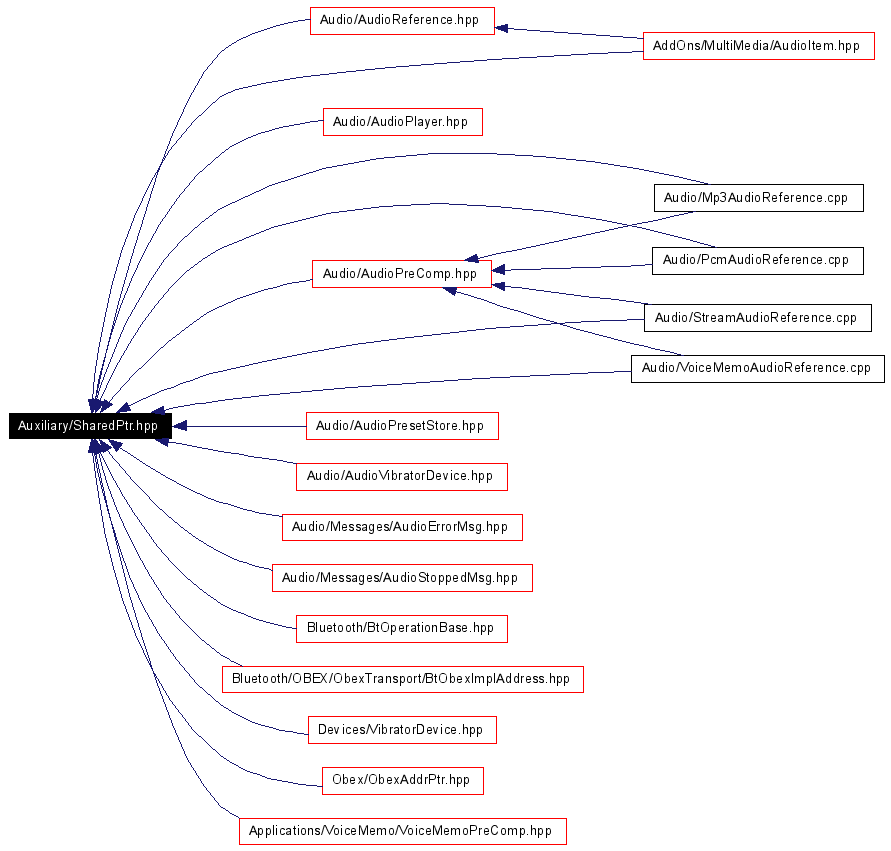 Audio/AudioReference.hpp
AddOns/MultiMedia/AudioItem.hpp
Audio/AudioPlayer.hpp
Audio/Mp3AudioReference.cpp
Audio/PcmAudioReference.cpp
Audio/AudioPreComp.hpp
Audio/StreamAudioReference.cpp
Audio/VoiceMemoAudioReference.cpp
Auxiliary/SharedPtr.hpp
Audio/AudioPresetStore.hpp
Audio/AudioVibratorDevice.hpp
Audio/Messages/AudioErrorMsg.hpp
Audio/Messages/AudioStoppedMsg.hpp
Bluetooth/BtOperationBase.hpp
Bluetooth/OBEX/ObexTransport/BtObexImplAddress.hpp
Devices/VibratorDevice.hpp
Obex/ObexAddrPtr.hpp
Applications/VoiceMemo/VoiceMemoPreComp.hpp